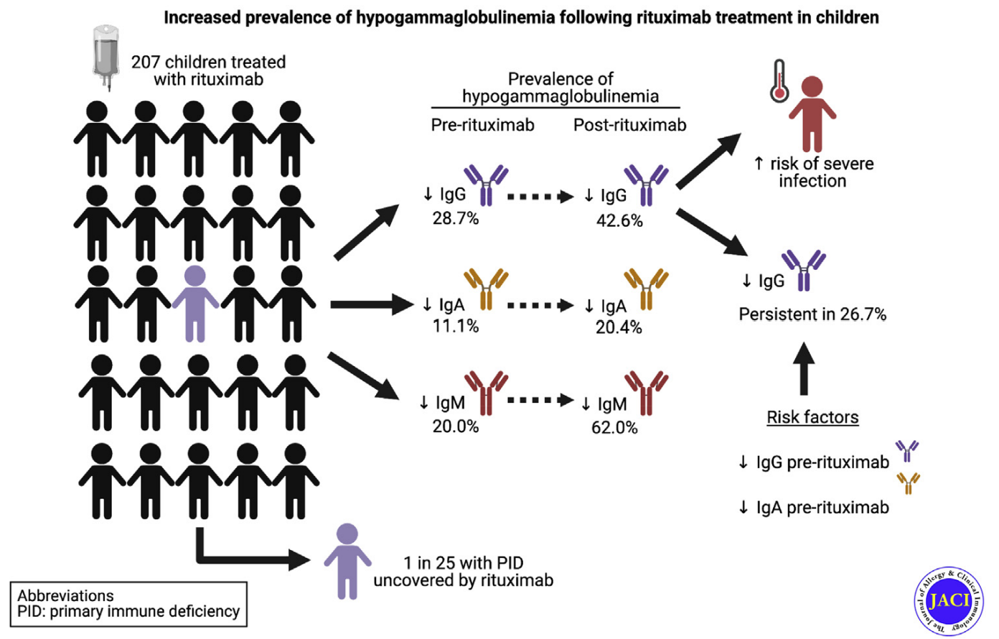 Increased prevalence of hypogammaglobulinemia following rituximab treatment in children
207 children treated
with rituximab
Prevalence of
hypogammaglobulinemia
Pre-rituximab
Post-rituximab
↓ IgG
28.7%
↓ IgG
42.6%
↓ IgA
11.1%
↓ IgA
20.4%
↓ IgM
20.0%
↓ IgM
62.0%
↑ risk of severe
infection
↓ IgG
Persistent in 26.7%
Risk factors
↓ IgG pre-rituximab
↓ IgA pre-rituximab
1 in 25 with PID
uncovered by rituximab
Abbreviations
PID: primary immune deficiency
The Journal of Allergy & Clinical Immunology
JACI